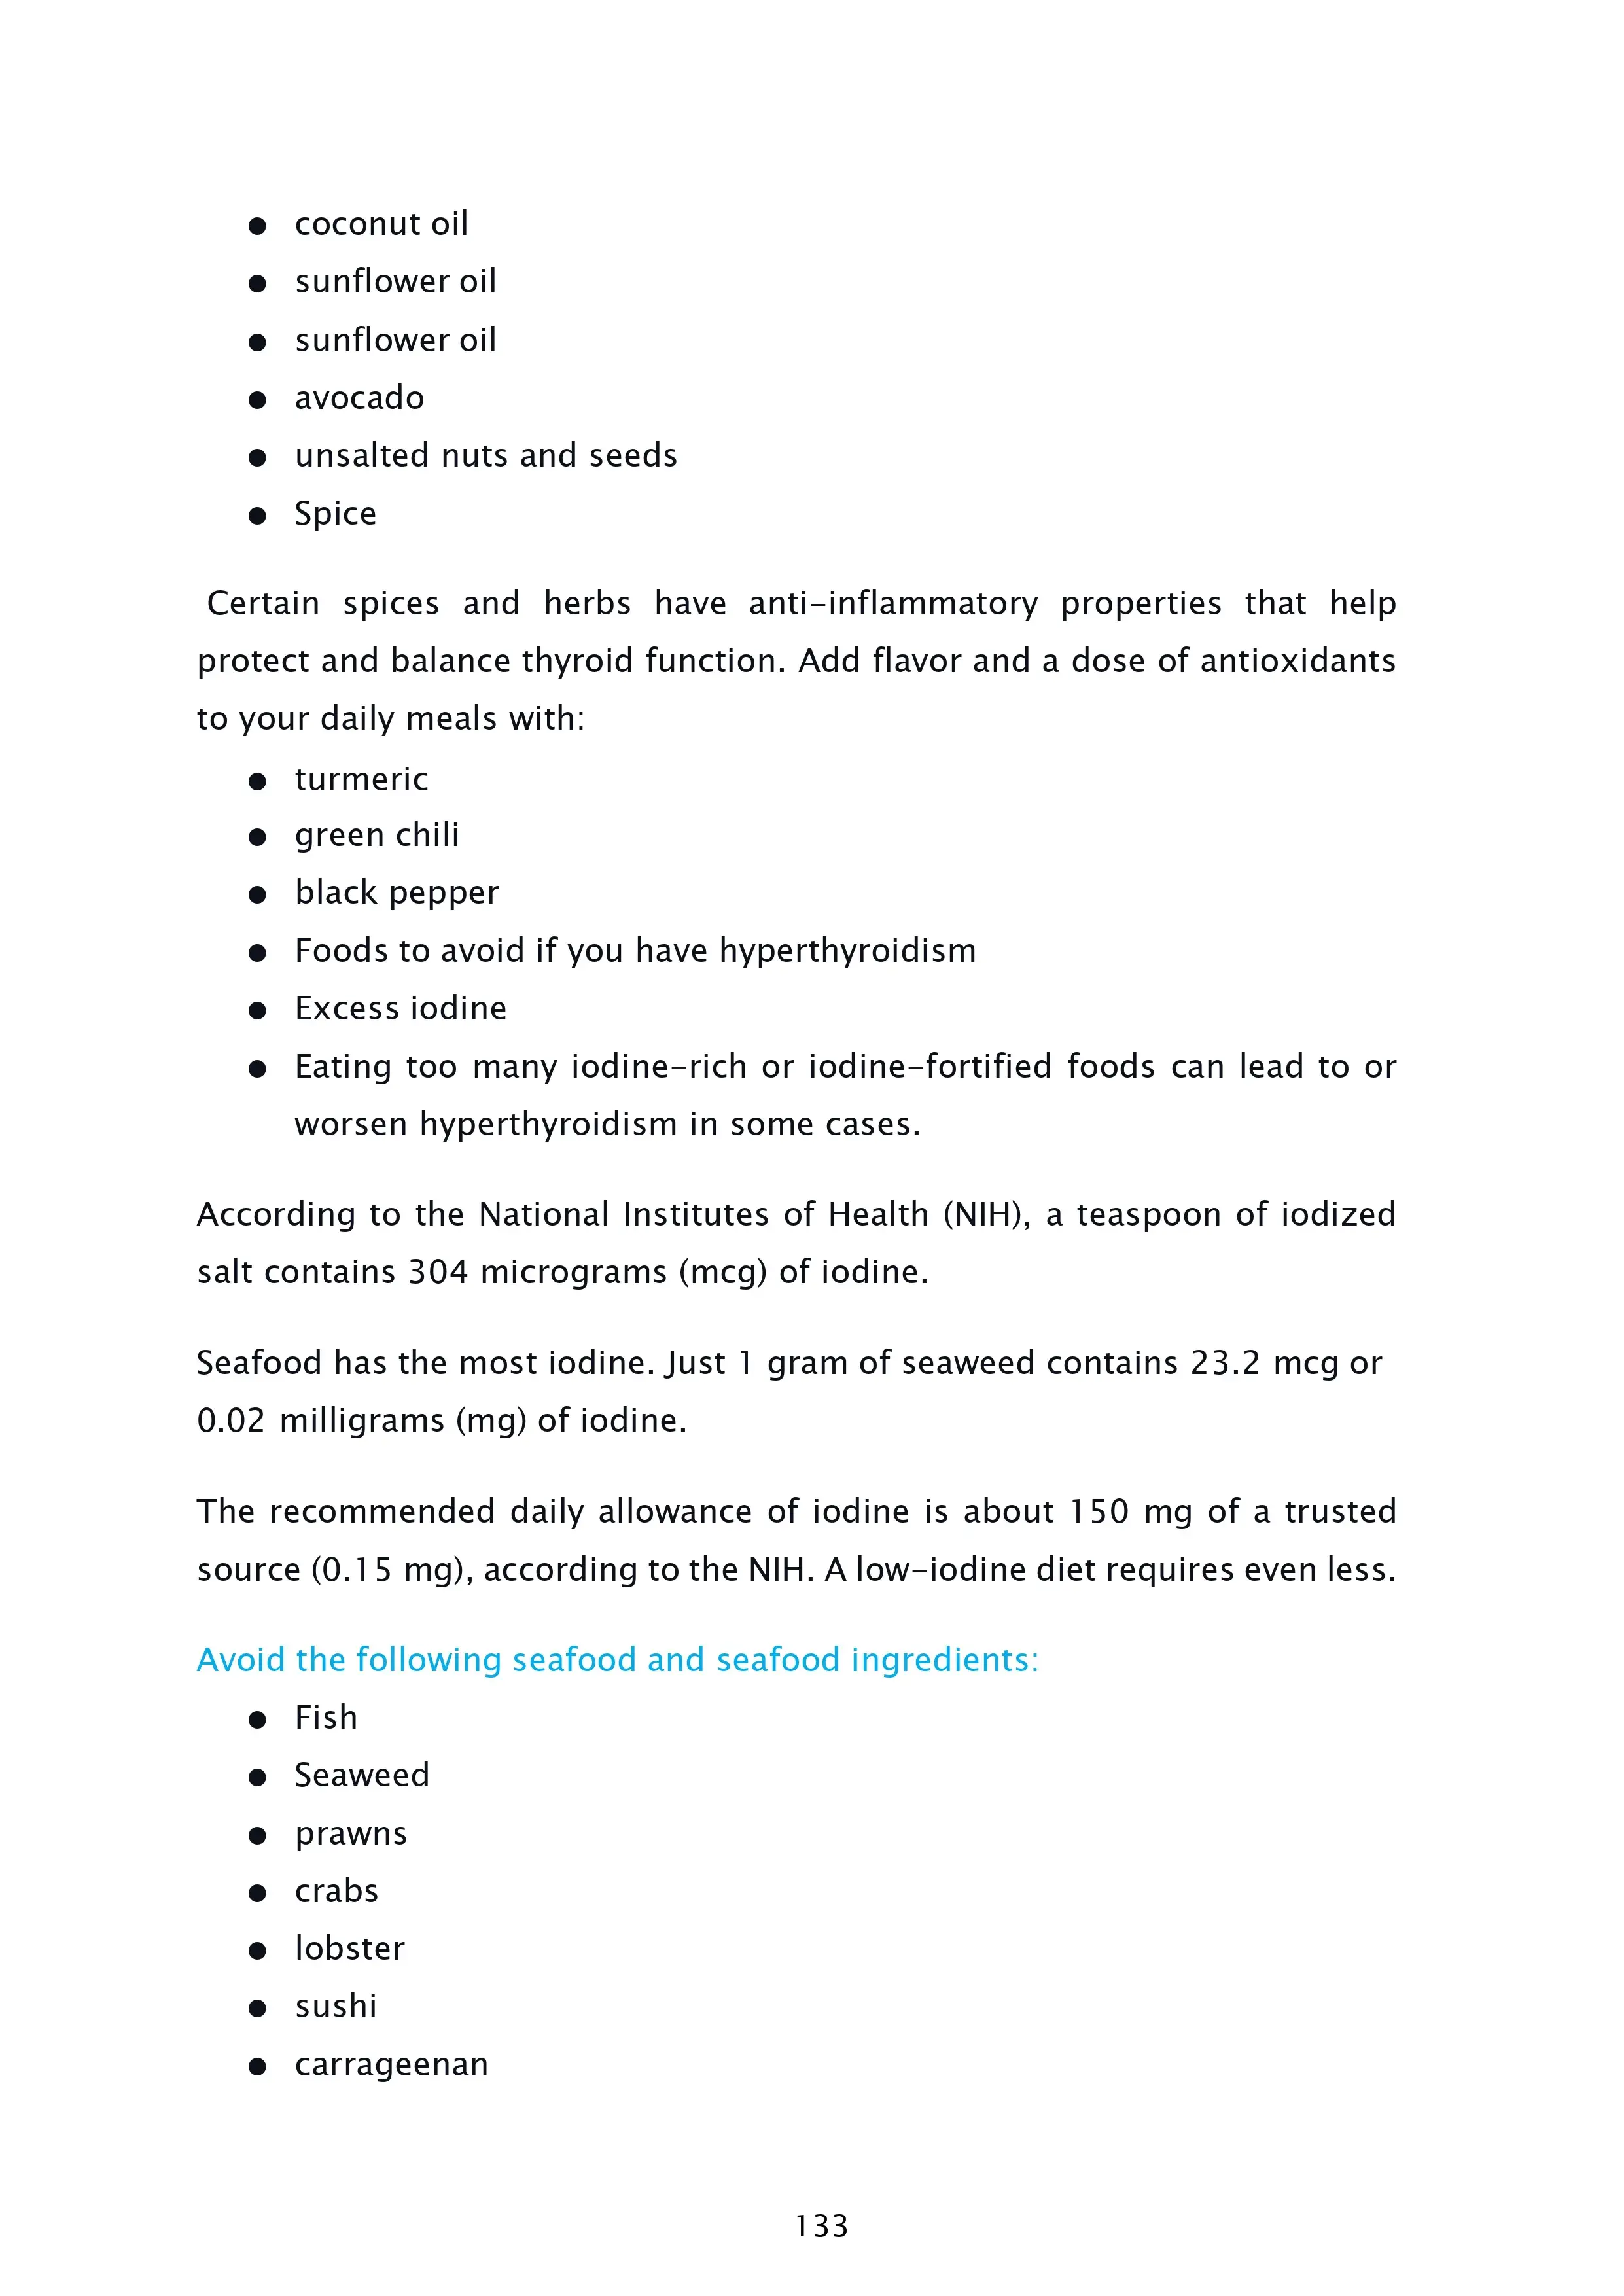 ● coconut oil
● sunflower oil
● sunflower oil
● avocado
● unsalted nuts and seeds
● Spice
Certain spices and herbs have anti-inflammatory properties that help
protect and balance thyroid function. Add flavor and a dose of antioxidants
to your daily meals with:
● turmeric
● green chili
● black pepper
● Foods to avoid if you have hyperthyroidism
● Excess iodine
● Eating too many iodine-rich or iodine-fortified foods can lead to or
worsen hyperthyroidism in some cases.
According to the National Institutes of Health (NIH), a teaspoon of iodized
salt contains 304 micrograms (mcg) of iodine.
Seafood has the most iodine. Just 1 gram of seaweed contains 23.2 mcg or
0.02 milligrams (mg) of iodine.
The recommended daily allowance of iodine is about 150 mg of a trusted
source (0.15 mg), according to the NIH. A low-iodine diet requires even less.
Avoid the following seafood and seafood ingredients:
● Fish
● Seaweed
● prawns
● crabs
● lobster
● sushi
● carrageenan
133